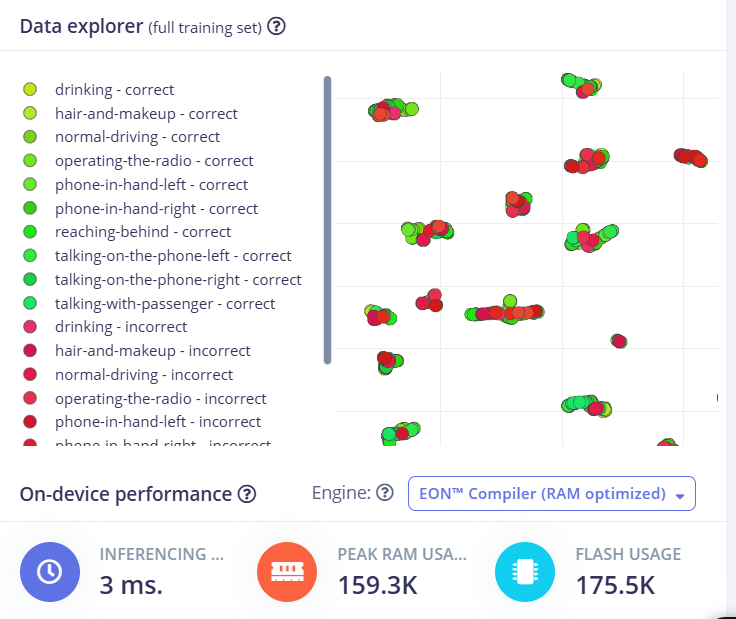 Data explorer (full training set) ?
drinking - correct
hair-and-makeup - correct
normal-driving - correct
operating-the-radio - correct
phone-in-hand-left - correct
phone-in-hand-right - correct
reaching-behind - correct
talking-on-the-phone-left - correct
talking-on-the-phone-right - correct
talking-with-passenger - correct
drinking - incorrect
hair-and-makeup - incorrect
normal-driving - incorrect
operating-the-radio - incorrect
phone-in-hand-left - incorrect
phone-in-hand-right - incorrect
On-device performance ? Engine: ? EON™ Compiler (RAM optimized)
INFERENCING ... PEAK RAM USA... FLASH USAGE
3 ms. 159.3K 175.5K